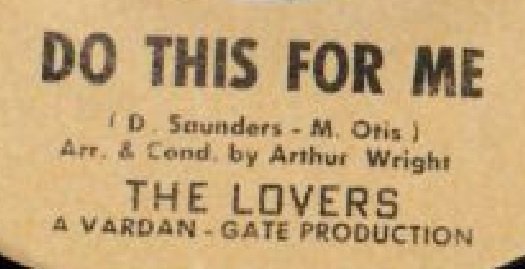 DO THIS FOR ME
( D. Saunders - M. Otis )
Arr. & Cond. by Arthur Wright
THE LOVERS
A VARDAN - GATE PRODUCTION